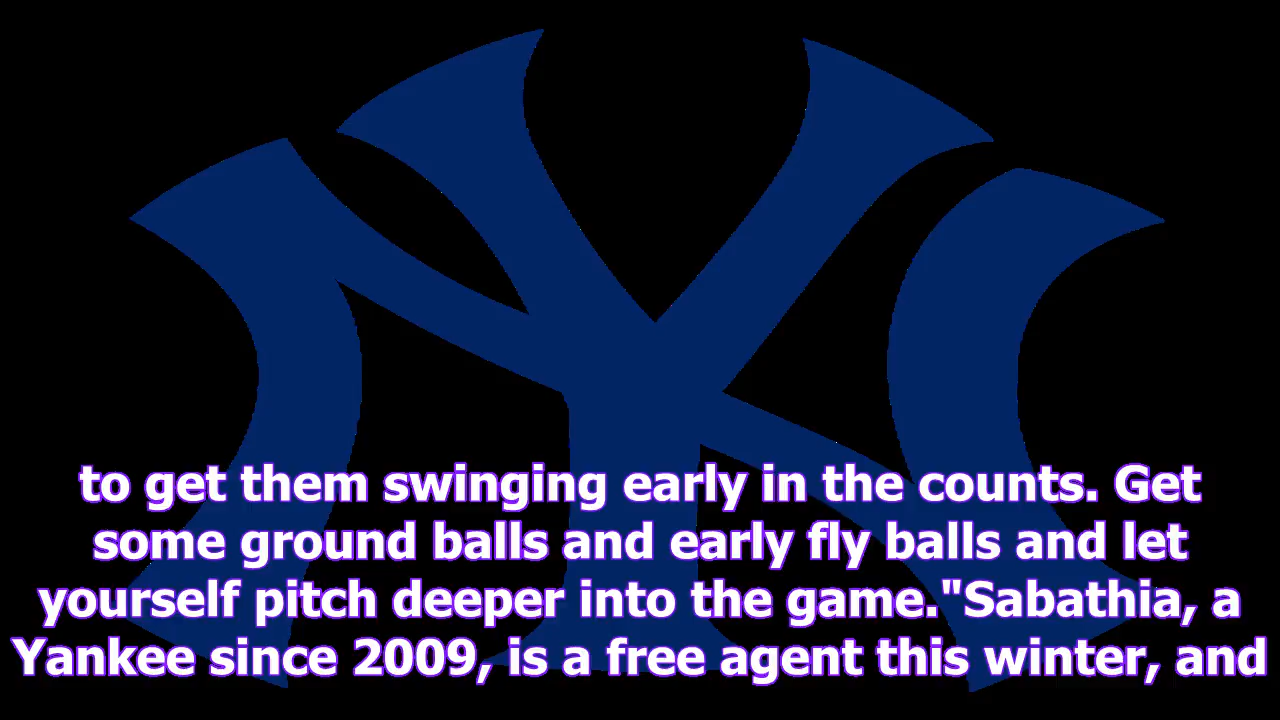 to get them swinging early in the counts. Get
some ground balls and early fly balls and let
yourself pitch deeper into the game."Sabathia, a
Yankee since 2009, is a free agent this winter, and